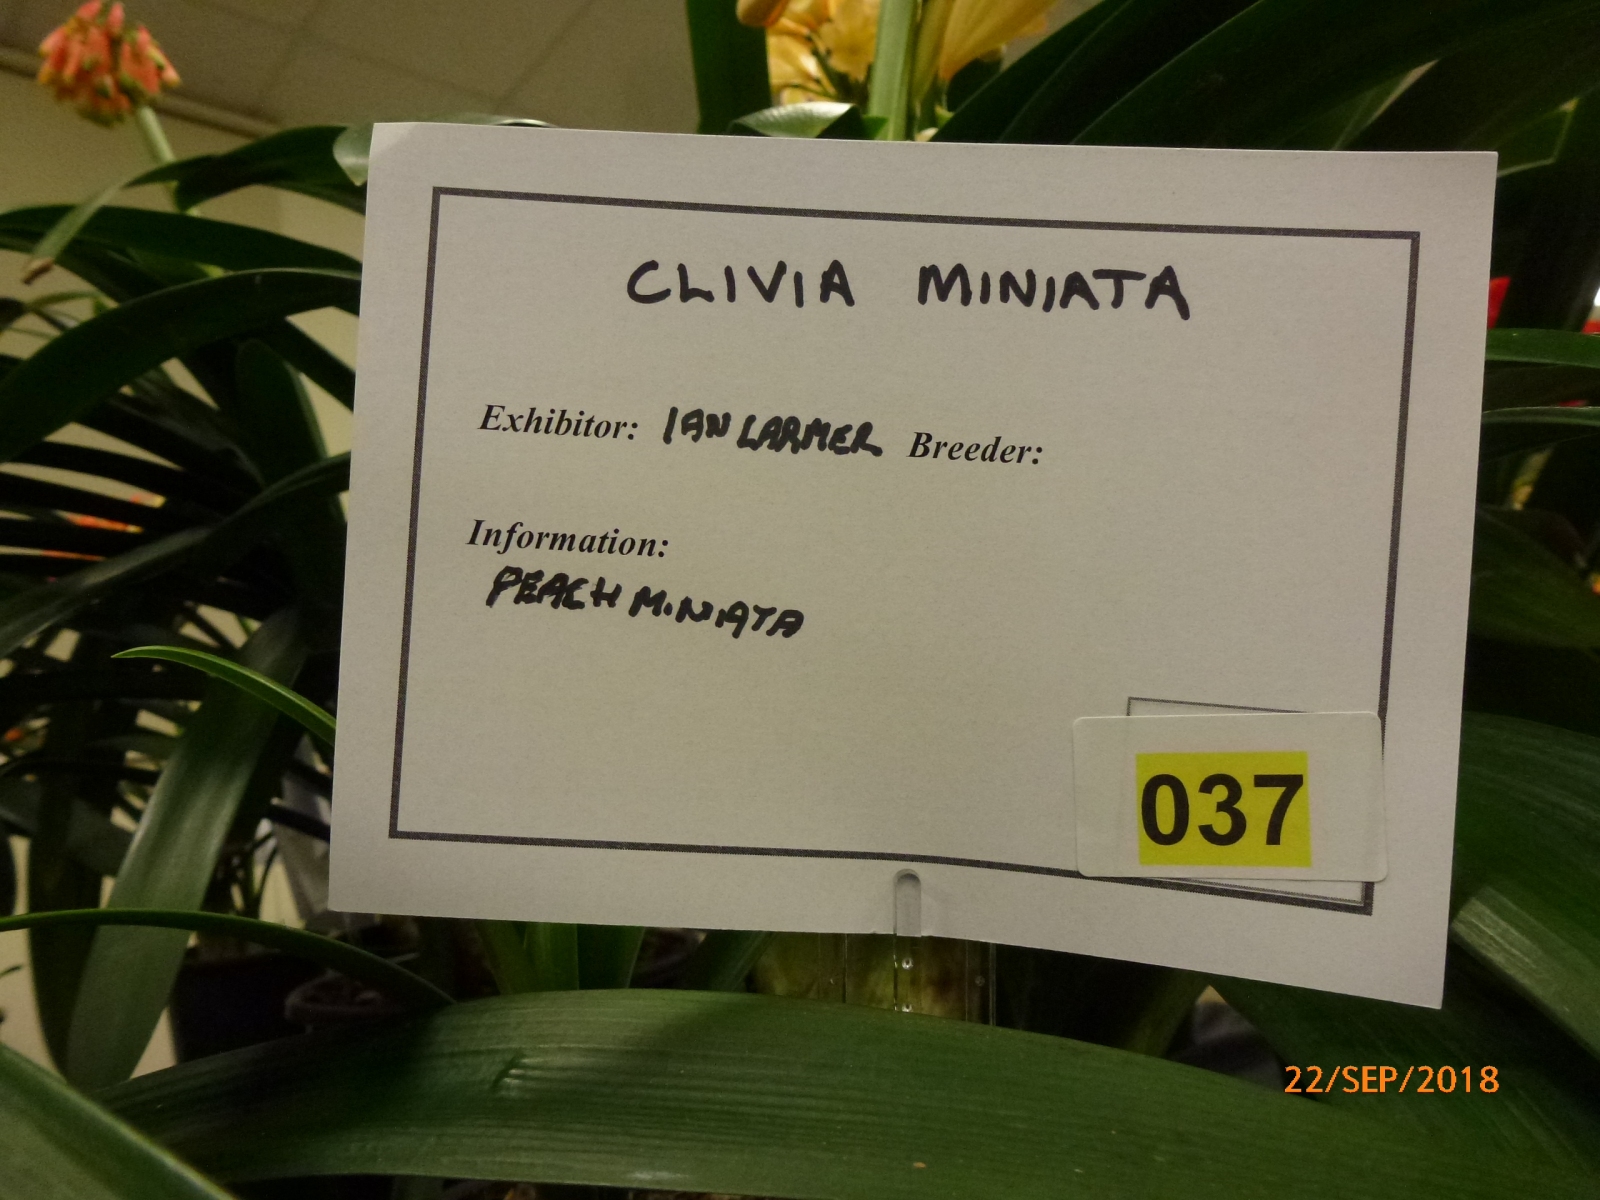 CLIVIA MINIATA
Exhibitor: IAN LARMER Breeder:
Information:
PEACH MINIATA
037
22/SEP/2018